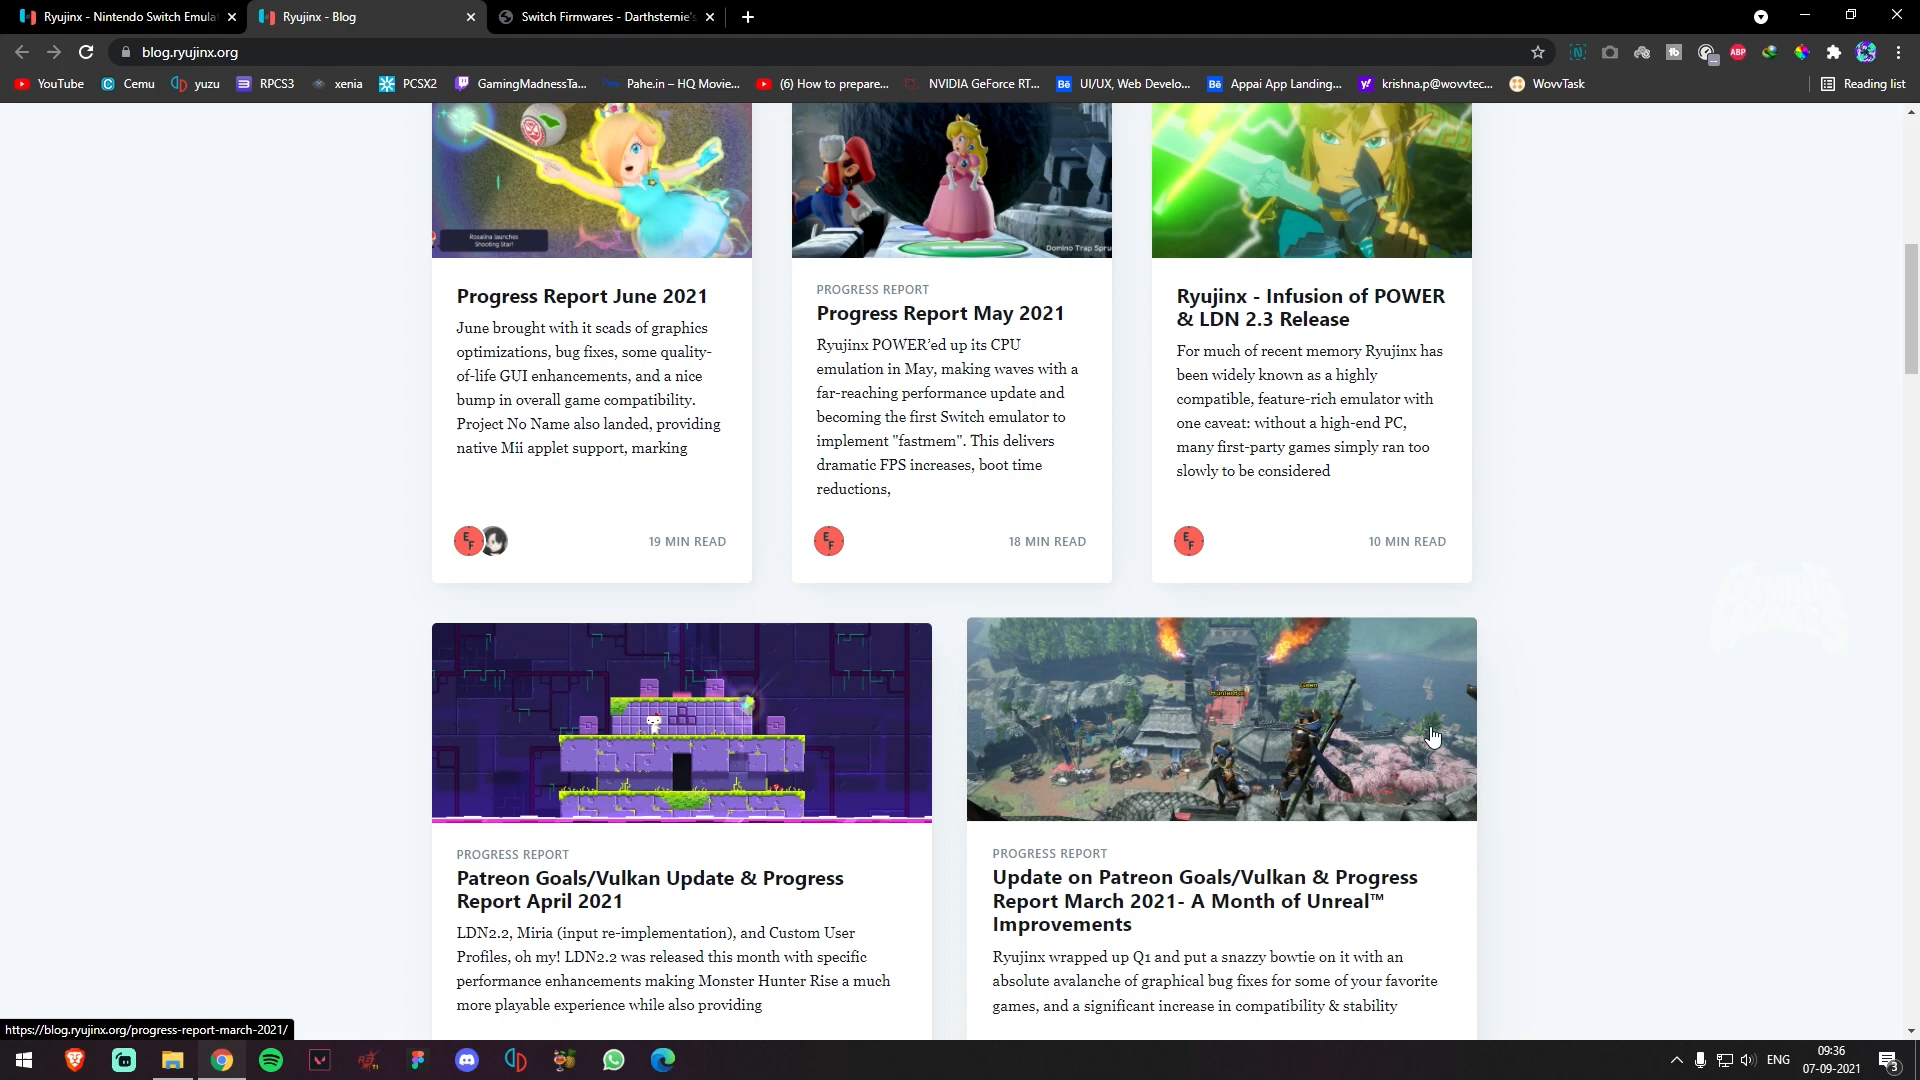 Ryujinx - Nintendo Switch Emula
Ryujinx - Blog
Switch Firmwares - Darthsternie's
blog.ryujinx.org
YouTube
Cemu
yuzu
RPCS3
xenia
PCSX2
GamingMadnessTa...
Pahe.in – HQ Movie...
(6) How to prepare...
NVIDIA GeForce RT...
UI/UX, Web Develo...
Appai App Landing...
krishna.p@wovvtec...
WovvTask
Reading list
Rosalina launches
Shooting Star!
Domino Trap Spru
Progress Report June 2021
June brought with it scads of graphics
optimizations, bug fixes, some quality-
of-life GUI enhancements, and a nice
bump in overall game compatibility.
Project No Name also landed, providing
native Mii applet support, marking
19 MIN READ
PROGRESS REPORT
Progress Report May 2021
Ryujinx POWER’ed up its CPU
emulation in May, making waves with a
far-reaching performance update and
becoming the first Switch emulator to
implement "fastmem". This delivers
dramatic FPS increases, boot time
reductions,
18 MIN READ
Ryujinx - Infusion of POWER
& LDN 2.3 Release
For much of recent memory Ryujinx has
been widely known as a highly
compatible, feature-rich emulator with
one caveat: without a high-end PC,
many first-party games simply ran too
slowly to be considered
10 MIN READ
PROGRESS REPORT
Patreon Goals/Vulkan Update & Progress
Report April 2021
LDN2.2, Miria (input re-implementation), and Custom User
Profiles, oh my! LDN2.2 was released this month with specific
performance enhancements making Monster Hunter Rise a much
more playable experience while also providing
PROGRESS REPORT
Update on Patreon Goals/Vulkan & Progress
Report March 2021- A Month of Unreal™
Improvements
Ryujinx wrapped up Q1 and put a snazzy bowtie on it with an
absolute avalanche of graphical bug fixes for some of your favorite
games, and a significant increase in compatibility & stability
https://blog.ryujinx.org/progress-report-march-2021/
ENG
09:36
07-09-2021
3